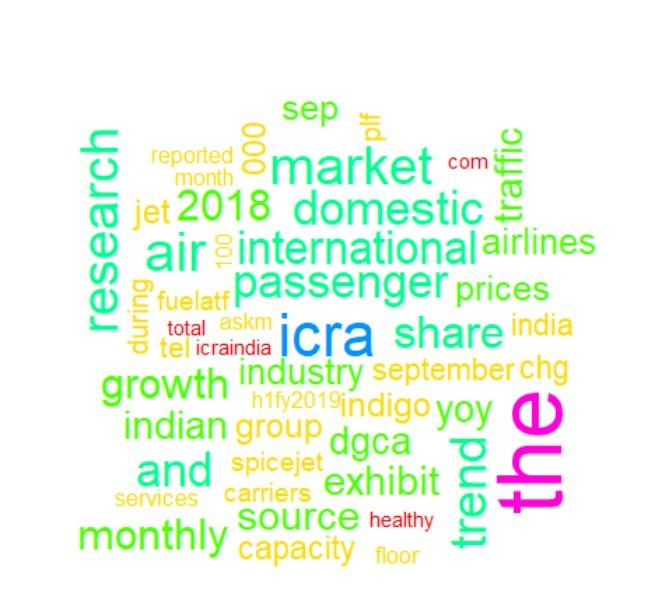 sep
plf
000
research
reported
market
com
traffic
month
jet
2018
domestic
air
100
international
airlines
passenger
prices
during
fuelatf
total
askm
icra
share
india
tel
icraindia
industry
september
chg
growth
h1fy2019
indigo
yoy
the
indian
group
dgca
trend
and
spicejet
exhibit
services
carriers
source
healthy
monthly
capacity
floor